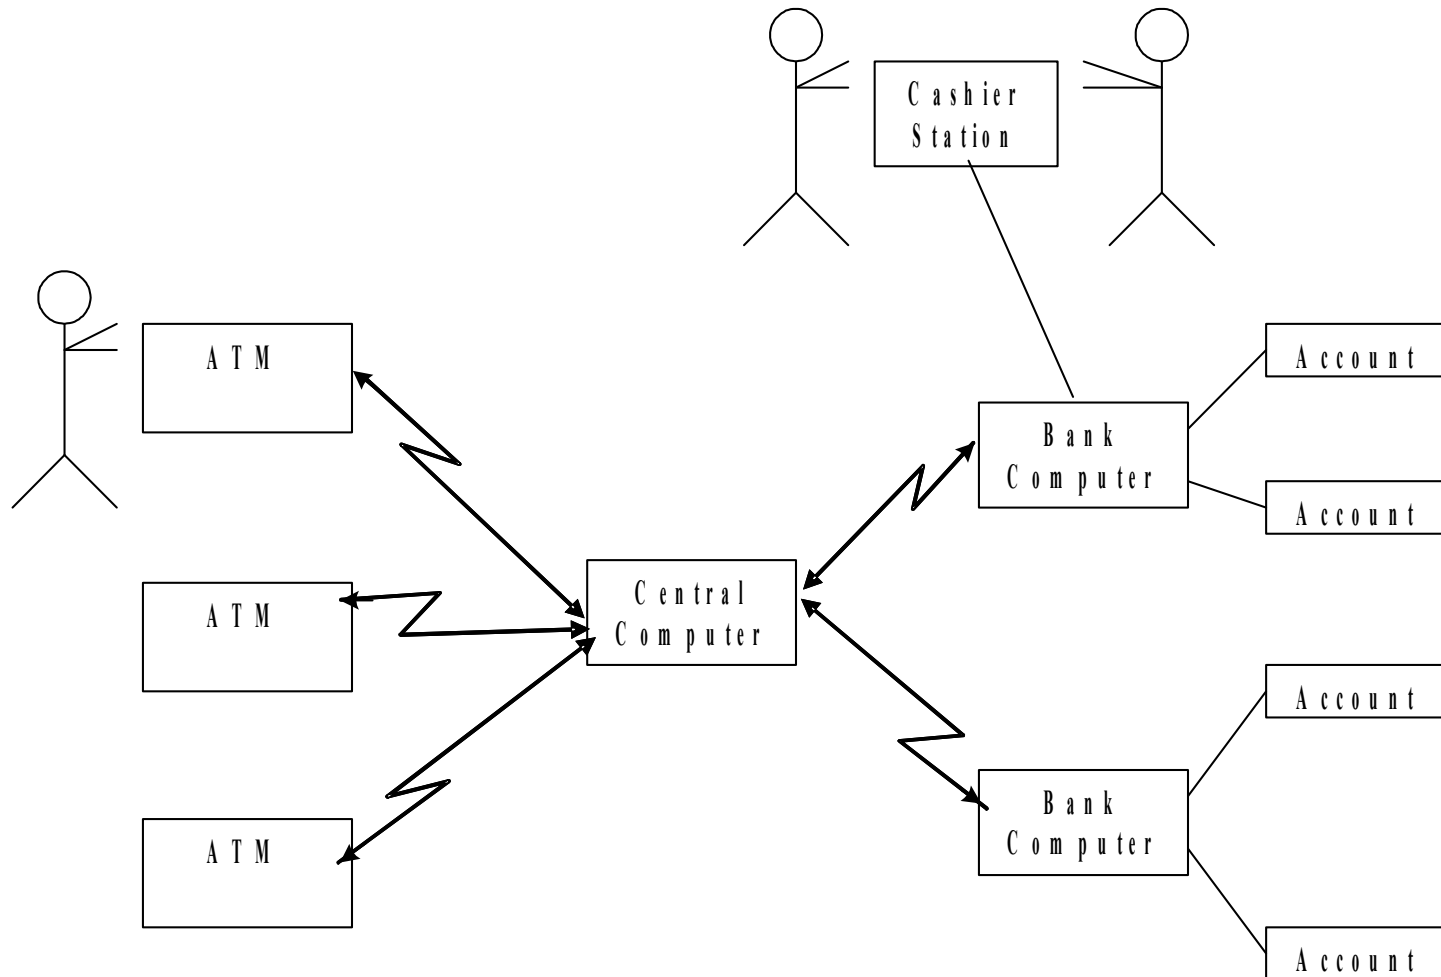 Cashier
Station
ATM
Account
Bank
Computer
Account
ATM
Central
Computer
Account
Bank
Computer
ATM
Account